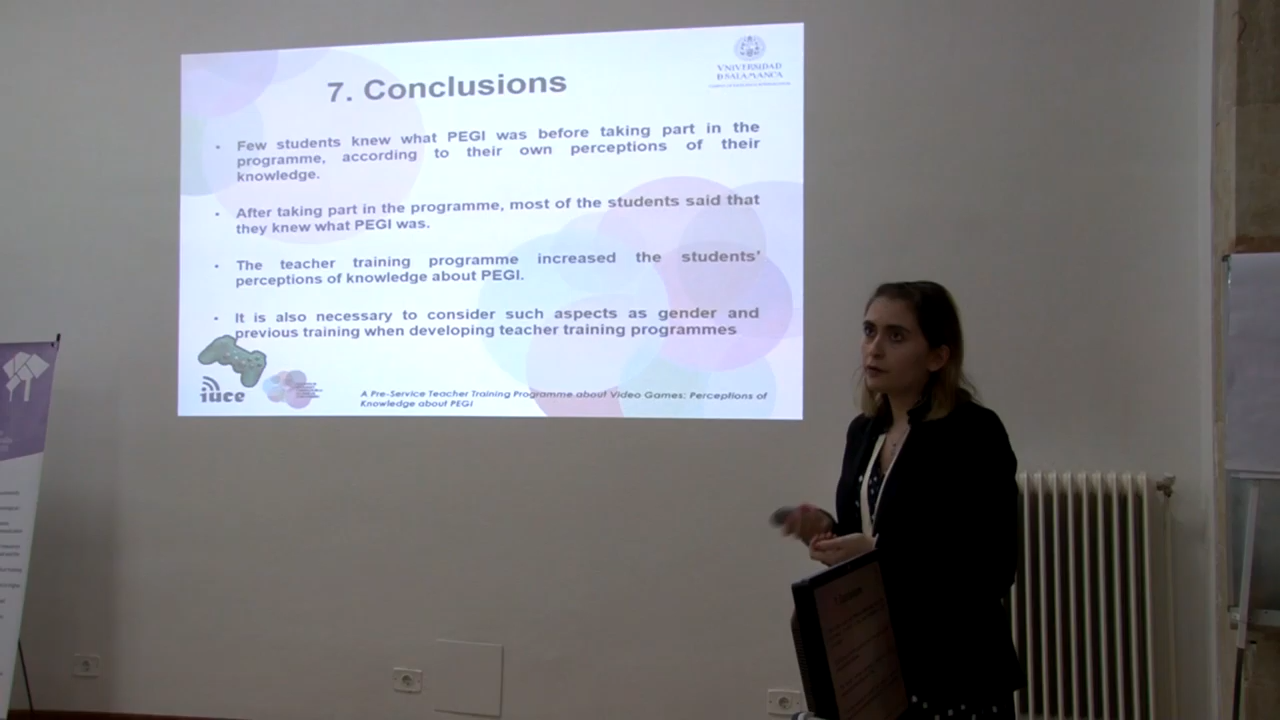 VNIVERSIDAD
D SALAMANCA
7. Conclusions
• Few students knew what PEGI was before taking part in the
programme, according to their own perceptions of their
knowledge.
• After taking part in the programme, most of the students said that
they knew what PEGI was.
• The teacher training programme increased the students’
perceptions of knowledge about PEGI.
• It is also necessary to consider such aspects as gender and
previous training when developing teacher training programmes
iuce
A Pre-Service Teacher Training Programme about Video Games: Perceptions of
Knowledge about PEGI